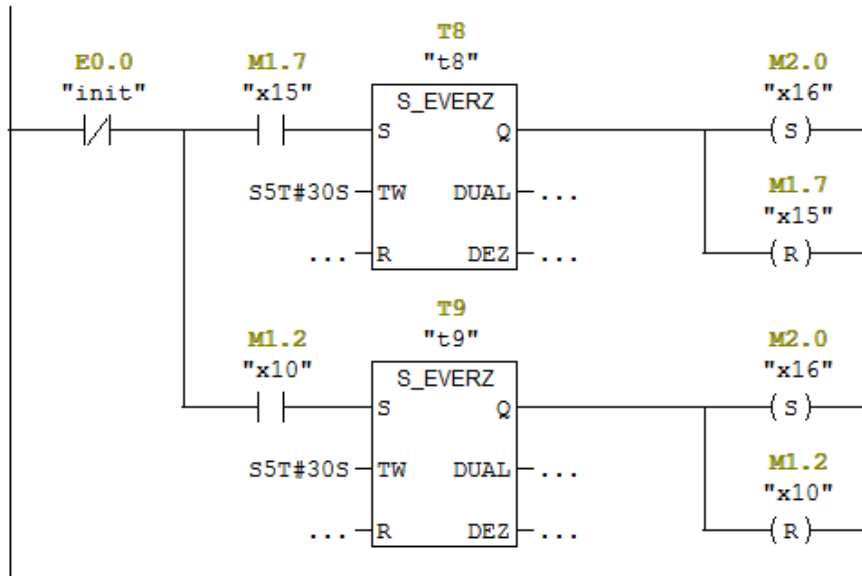 T8
E0.0 M1.7 "t8" M2.0
"init" "x15" S_EVERZ "x16"
S Q (S)
M1.7
S5T#30S TW DUAL ... "x15"
... R DEZ ... (R)
T9
M1.2 "t9" M2.0
"x10" S_EVERZ "x16"
S Q (S)
M1.2
S5T#30S TW DUAL ... "x10"
... R DEZ ... (R)